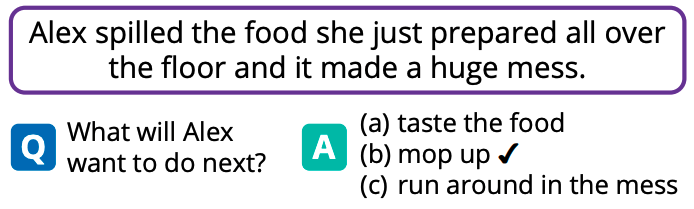 Alex spilled the food she just prepared all over
the floor and it made a huge mess.
Q
What will Alex
want to do next?
A
(a) taste the food
(b) mop up ✔
(c) run around in the mess